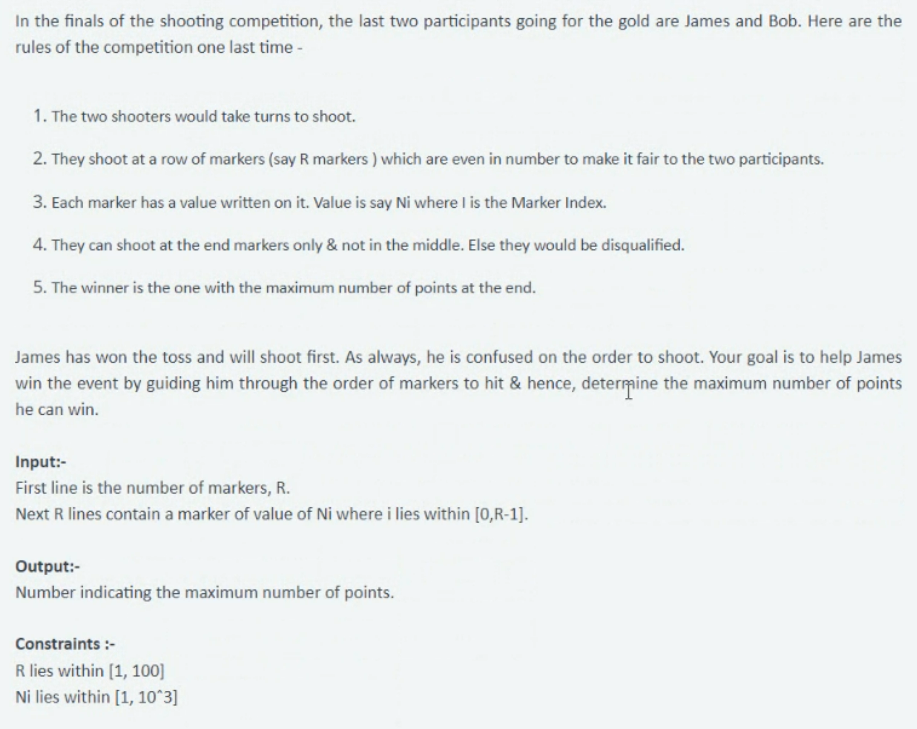 In the finals of the shooting competition, the last two participants going for the gold are James and Bob. Here are the
rules of the competition one last time -
1. The two shooters would take turns to shoot.
2. They shoot at a row of markers (say R markers ) which are even in number to make it fair to the two participants.
3. Each marker has a value written on it. Value is say Ni where I is the Marker Index.
4. They can shoot at the end markers only & not in the middle. Else they would be disqualified.
5. The winner is the one with the maximum number of points at the end.
James has won the toss and will shoot first. As always, he is confused on the order to shoot. Your goal is to help James
win the event by guiding him through the order of markers to hit & hence, determine the maximum number of points
he can win.
Input:-
First line is the number of markers, R.
Next R lines contain a marker of value of Ni where i lies within [0,R-1].
Output:-
Number indicating the maximum number of points.
Constraints :-
R lies within [1, 100]
Ni lies within [1, 10^3]